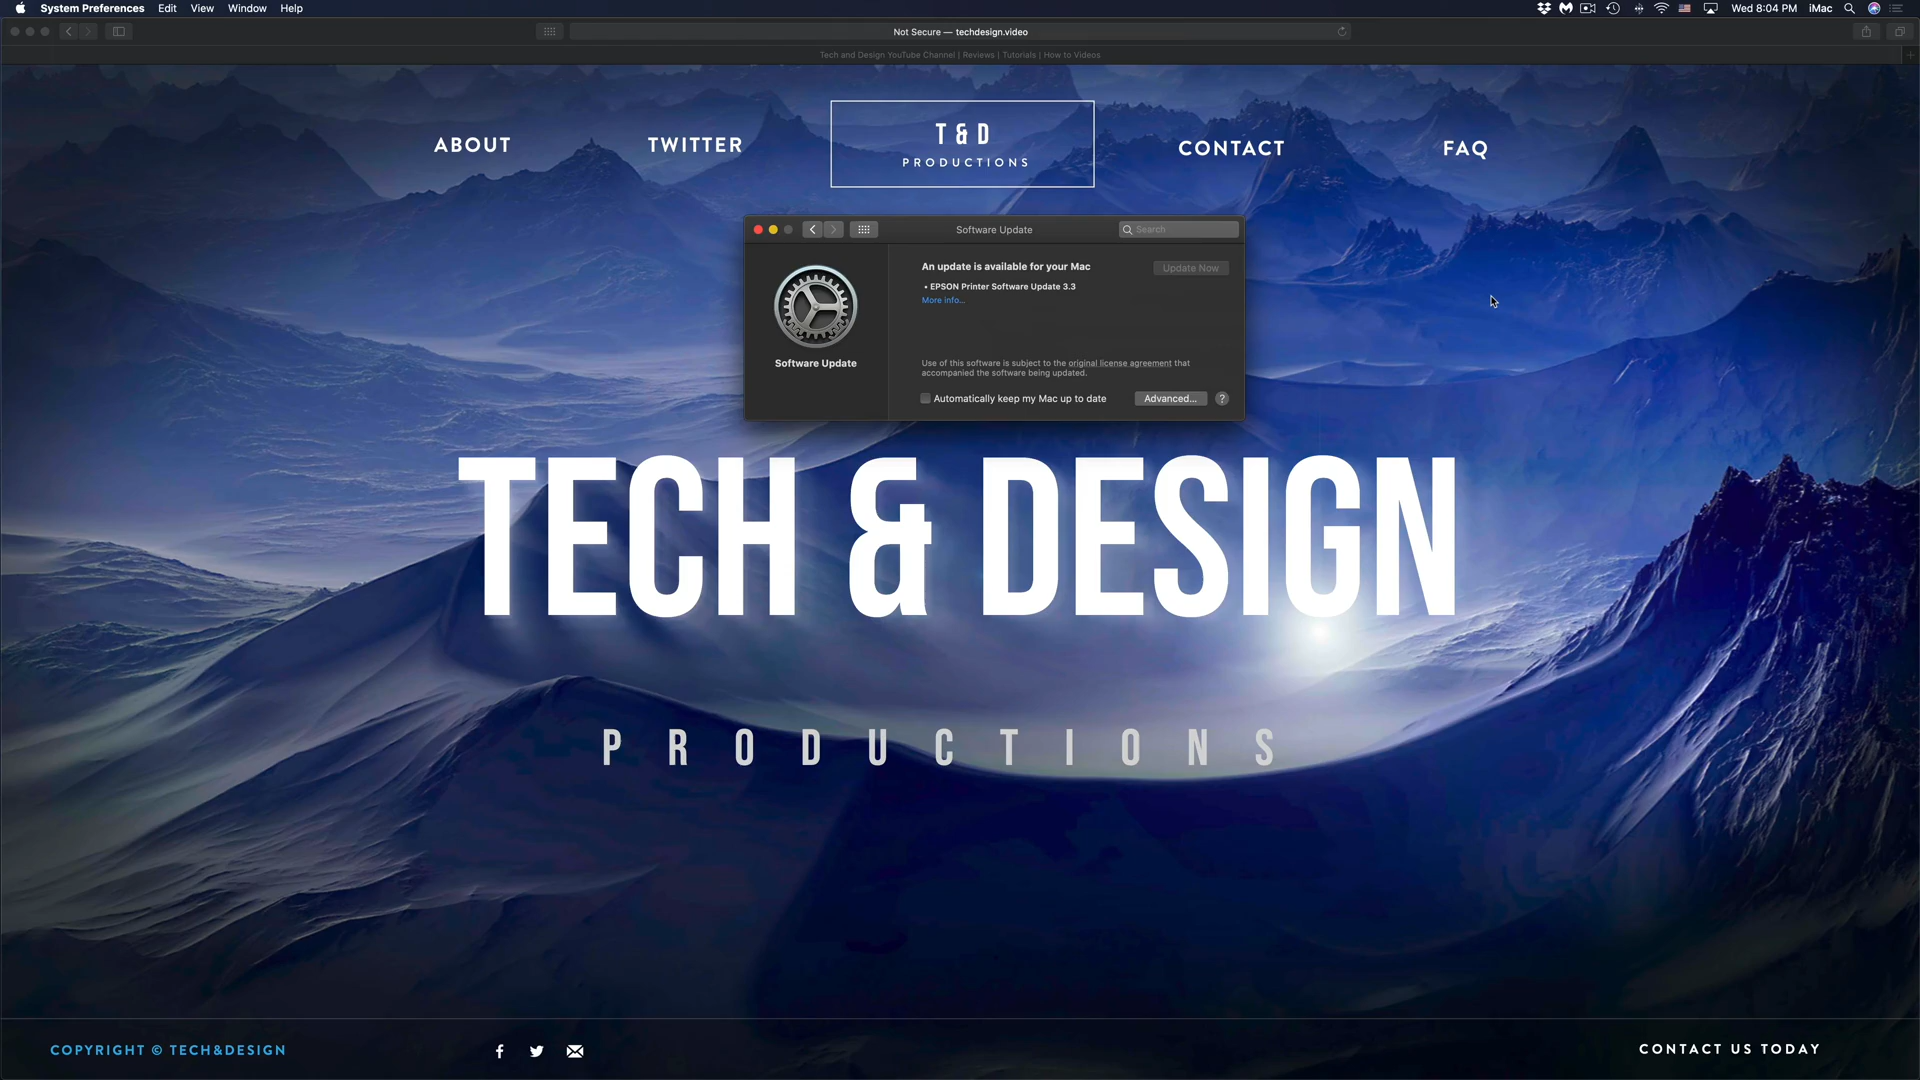 System Preferences Edit View Window Help
Wed 8:04 PM iMac
Not Secure — techdesign.video
Tech and Design YouTube Channel | Reviews | Tutorials | How to Videos
ABOUT
TWITTER
T & D
PRODUCTIONS
CONTACT
FAQ
Software Update
Search
Software Update
An update is available for your Mac
Update Now
• EPSON Printer Software Update 3.3
More info...
Use of this software is subject to the original license agreement that
accompanied the software being updated.
Automatically keep my Mac up to date
Advanced...
?
TECH & DESIGN
PRODUCTIONS
COPYRIGHT © TECH&DESIGN
CONTACT US TODAY